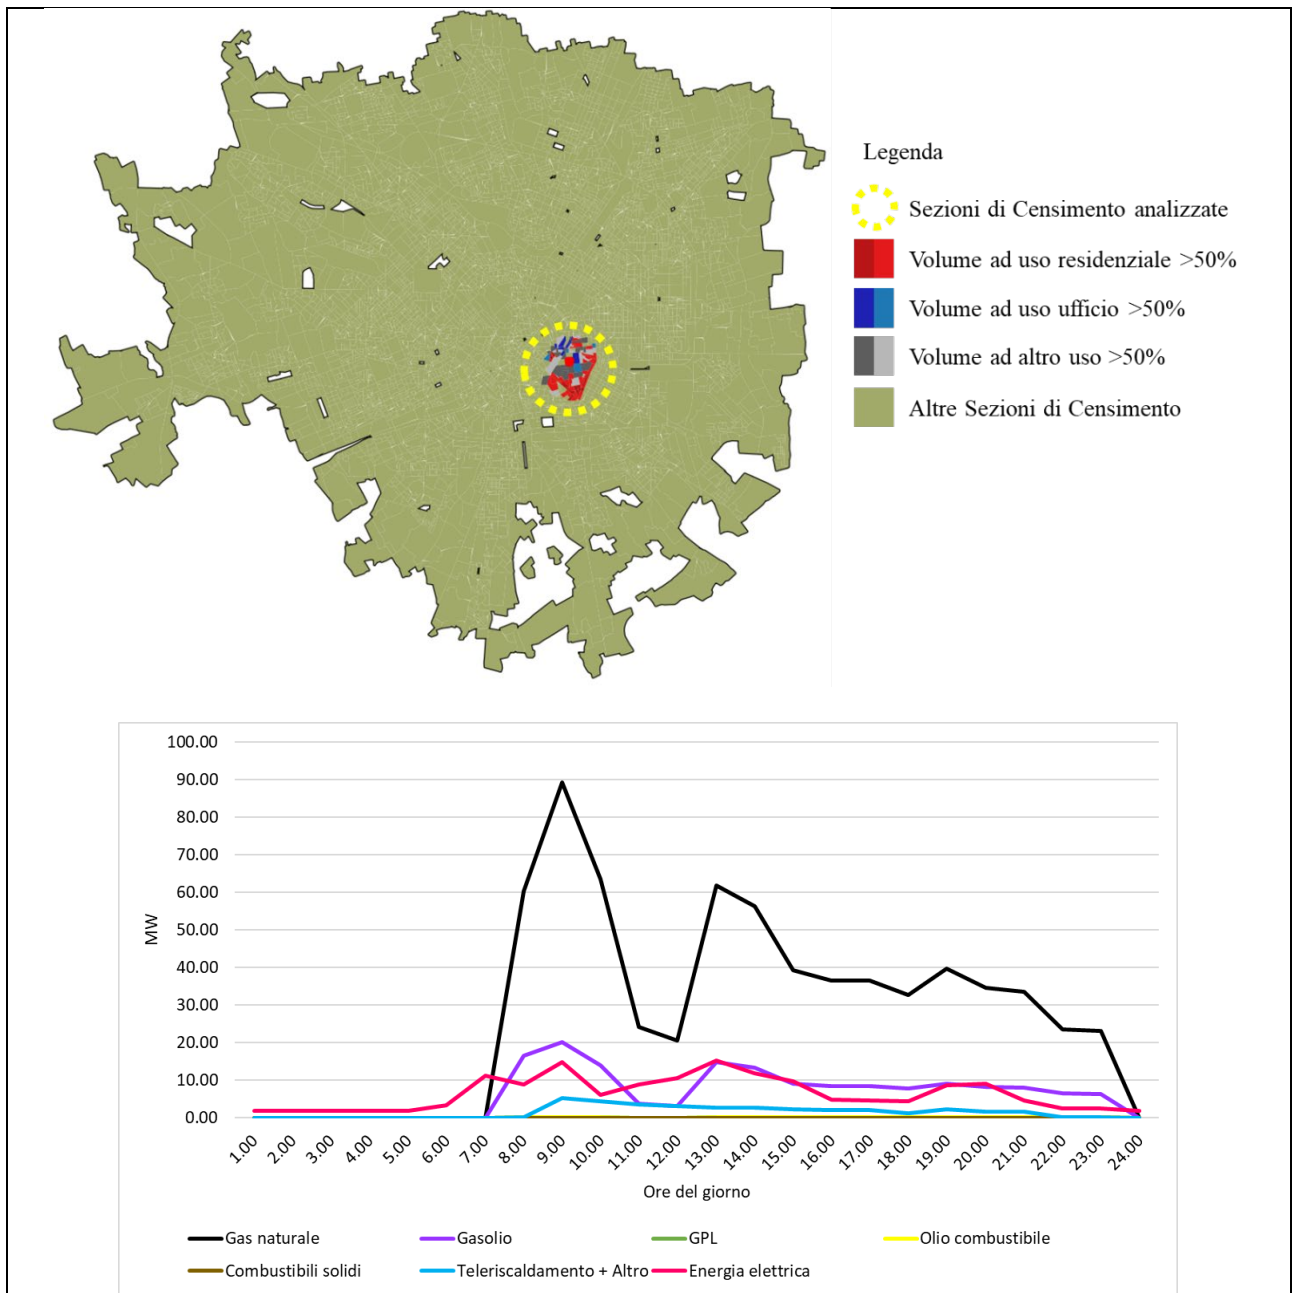 Legenda
Sezioni di Censimento analizzate
Volume ad uso residenziale >50%
Volume ad uso ufficio >50%
Volume ad altro uso >50%
Altre Sezioni di Censimento
100.00
90.00
80.00
70.00
60.00
50.00
40.00
30.00
20.00
10.00
0.00
MW
1.00 2.00 3.00 4.00 5.00 6.00 7.00 8.00 9.00 10.00 11.00 12.00 13.00 14.00 15.00 16.00 17.00 18.00 19.00 20.00 21.00 22.00 23.00 24.00
Ore del giorno
Gas naturale Gasolio GPL Olio combustibile
Combustibili solidi Teleriscaldamento + Altro Energia elettrica